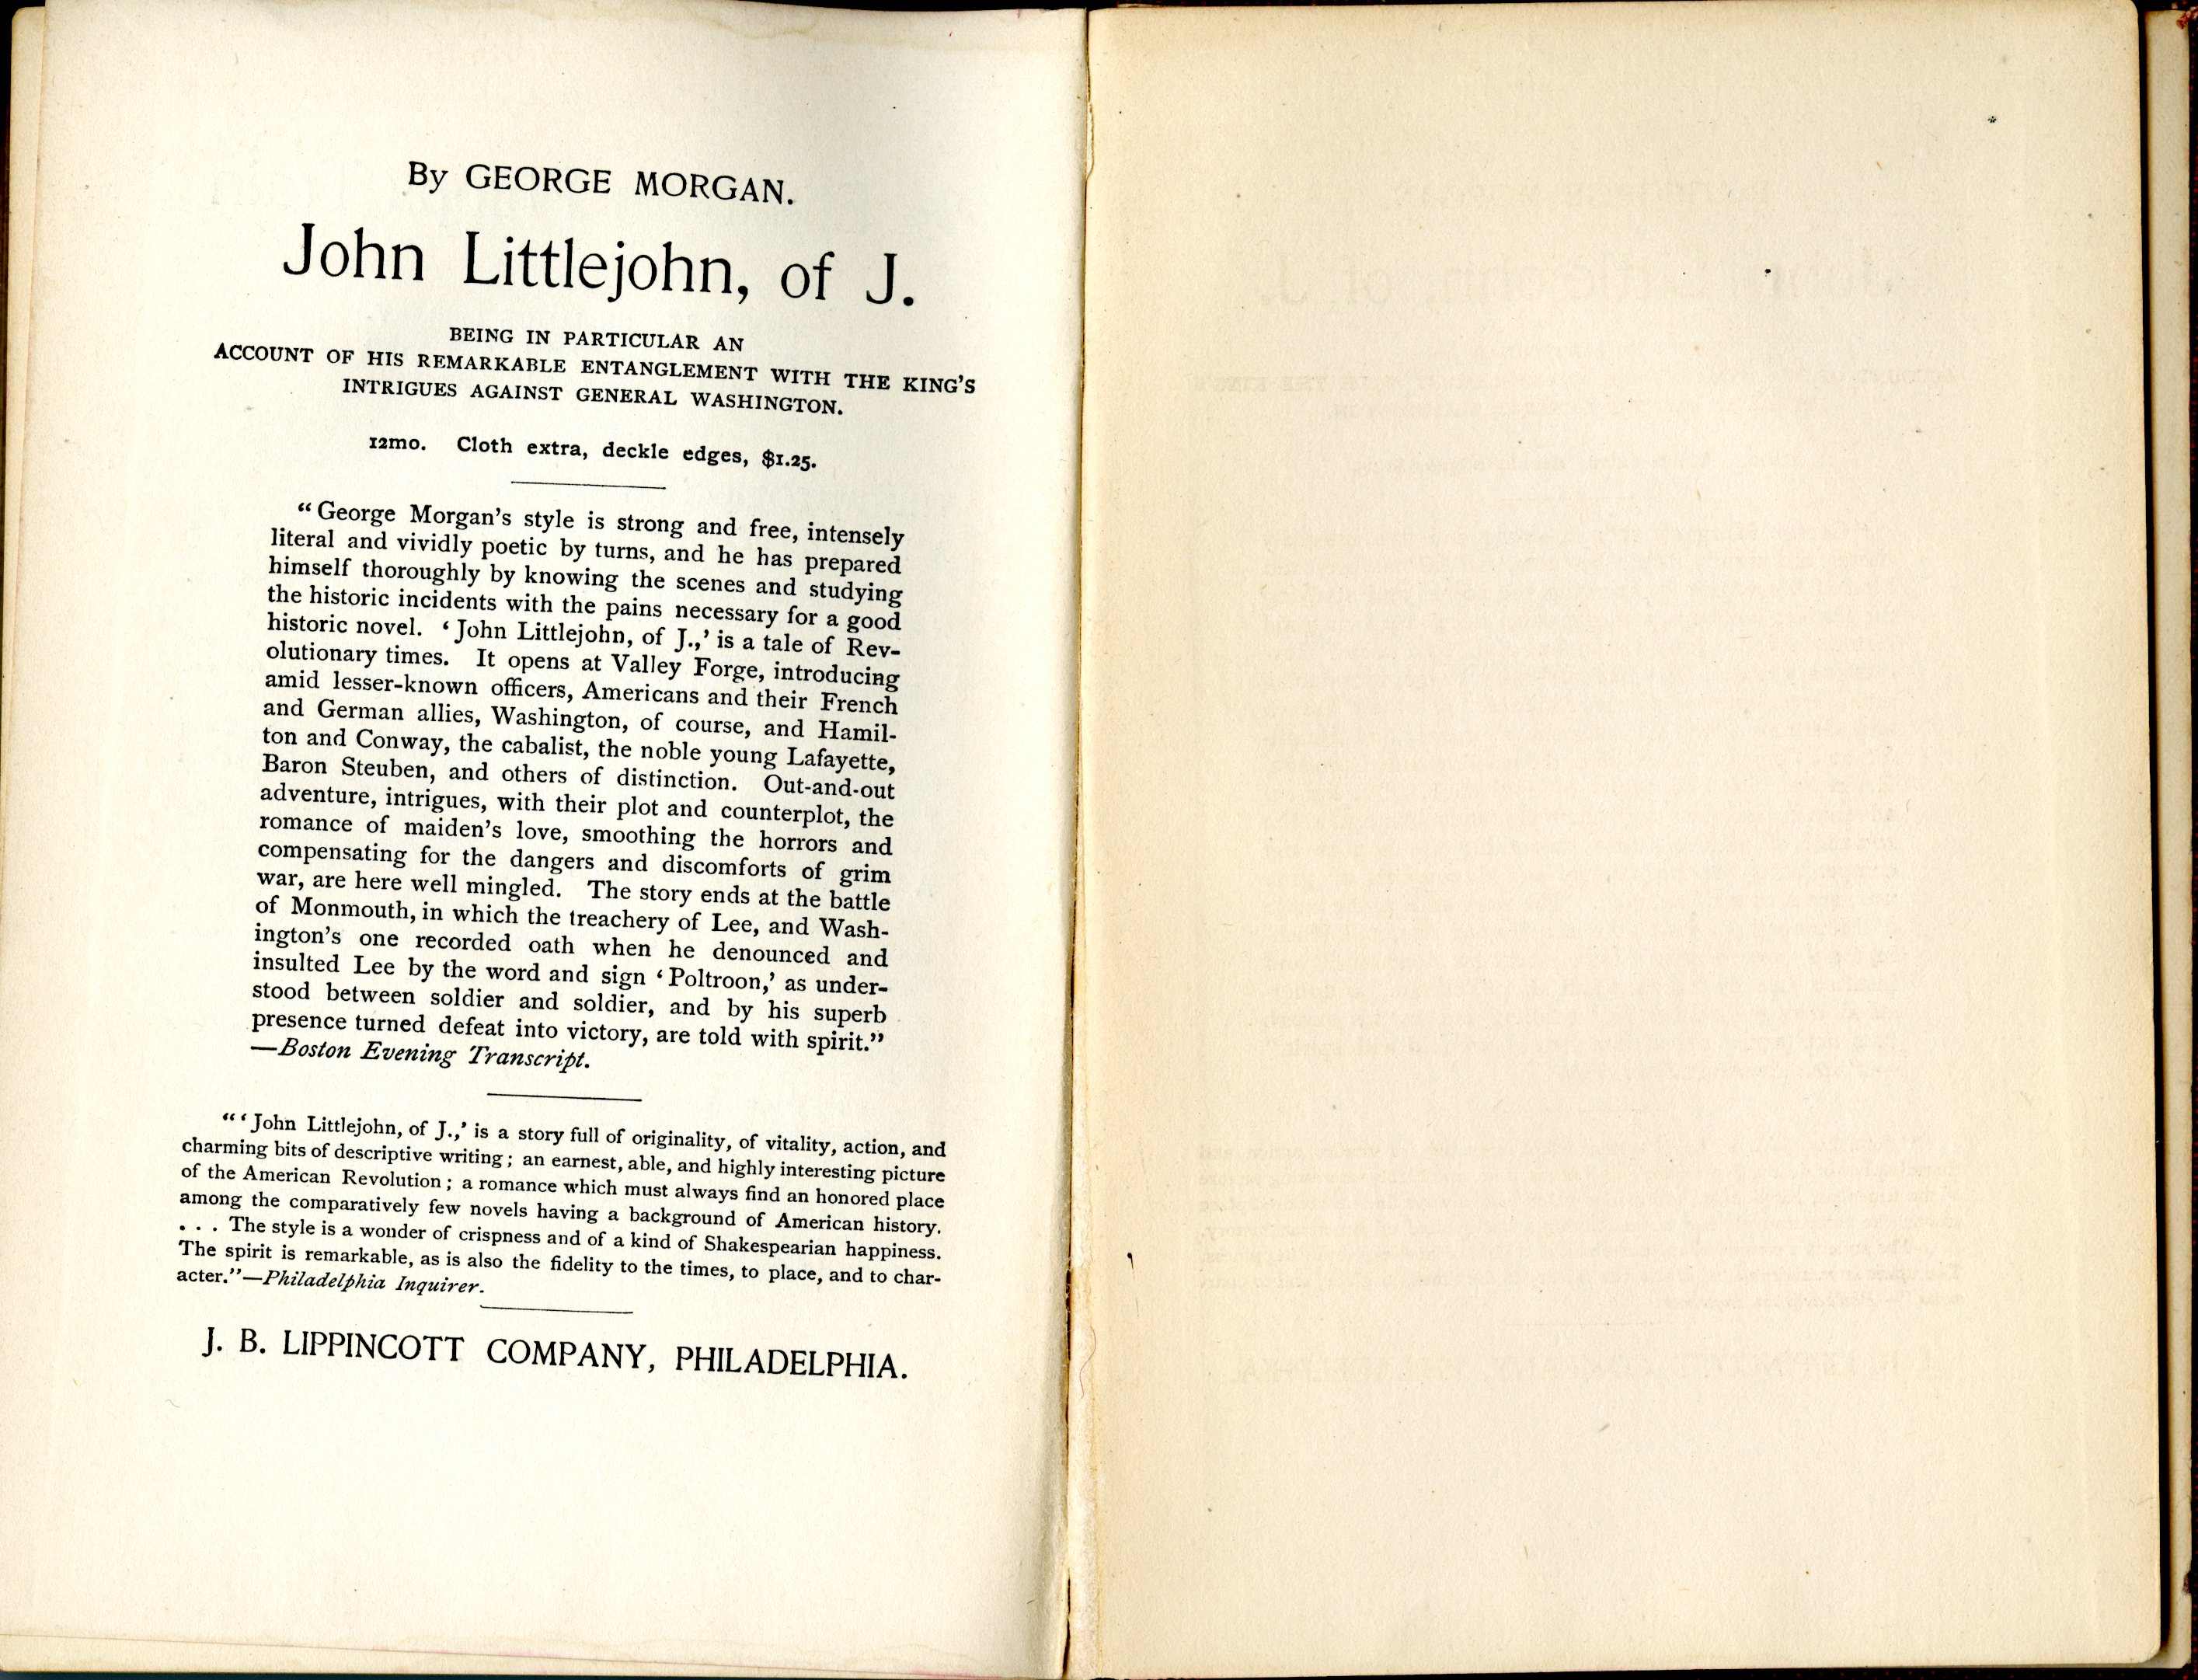 By GEORGE MORGAN.
John Littlejohn, of J.
BEING IN PARTICULAR AN
ACCOUNT OF HIS REMARKABLE ENTANGLEMENT WITH THE KING'S
INTRIGUES AGAINST GENERAL WASHINGTON.
12mo. Cloth extra, deckle edges, $1.25.
“George Morgan's style is strong and free, intensely
literal and vividly poetic by turns, and he has prepared
himself thoroughly by knowing the scenes and studying
the historic incidents with the pains necessary for a good
historic novel. ‘John Littlejohn, of J.,’ is a tale of Rev-
olutionary times. It opens at Valley Forge, introducing
amid lesser-known officers, Americans and their French
and German allies, Washington, of course, and Hamil-
ton and Conway, the cabalist, the noble young Lafayette,
Baron Steuben, and others of distinction. Out-and-out
adventure, intrigues, with their plot and counterplot, the
romance of maiden's love, smoothing the horrors and
compensating for the dangers and discomforts of grim
war, are here well mingled. The story ends at the battle
of Monmouth, in which the treachery of Lee, and Wash-
ington's one recorded oath when he denounced and
insulted Lee by the word and sign ‘Poltroon,’ as under-
stood between soldier and soldier, and by his superb
presence turned defeat into victory, are told with spirit.”
—Boston Evening Transcript.
“‘John Littlejohn, of J.,’ is a story full of originality, of vitality, action, and
charming bits of descriptive writing; an earnest, able, and highly interesting picture
of the American Revolution; a romance which must always find an honored place
among the comparatively few novels having a background of American history.
. . . The style is a wonder of crispness and of a kind of Shakespearian happiness.
The spirit is remarkable, as is also the fidelity to the times, to place, and to char-
acter.”—Philadelphia Inquirer.
J. B. LIPPINCOTT COMPANY, PHILADELPHIA.